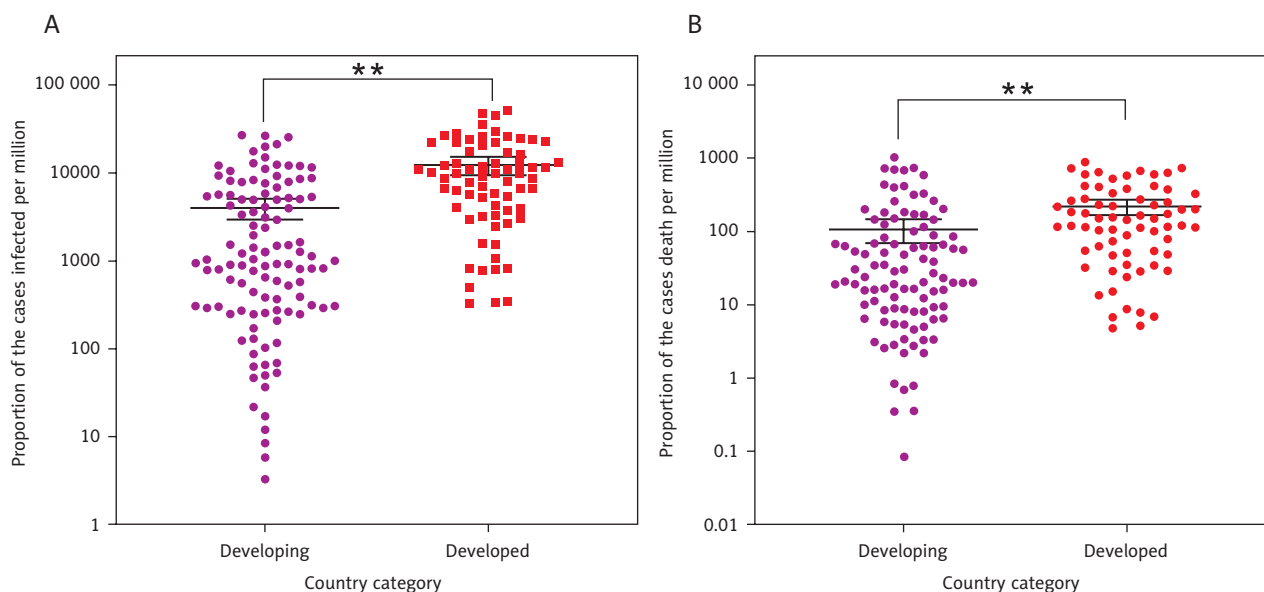 A
Proportion of the cases infected per million
100 000
10000
1000
100
10
1
**
Developing
Developed
Country category
B
Proportion of the cases death per million
10 000
1000
100
10
1
0.1
0.01
**
Developing
Developed
Country category